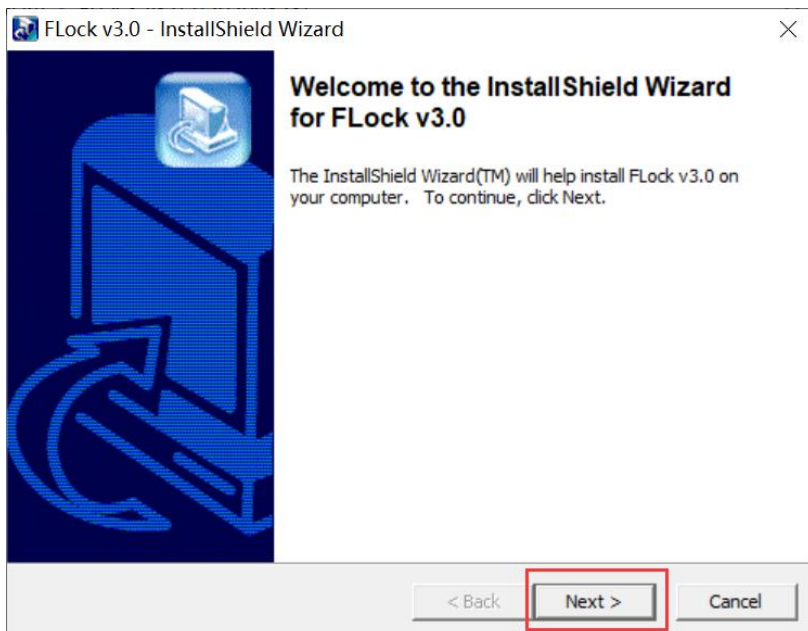 FLock v3.0 - InstallShield Wizard
Welcome to the InstallShield Wizard
for FLock v3.0
The InstallShield Wizard(TM) will help install FLock v3.0 on
your computer. To continue, click Next.
< Back Next > Cancel